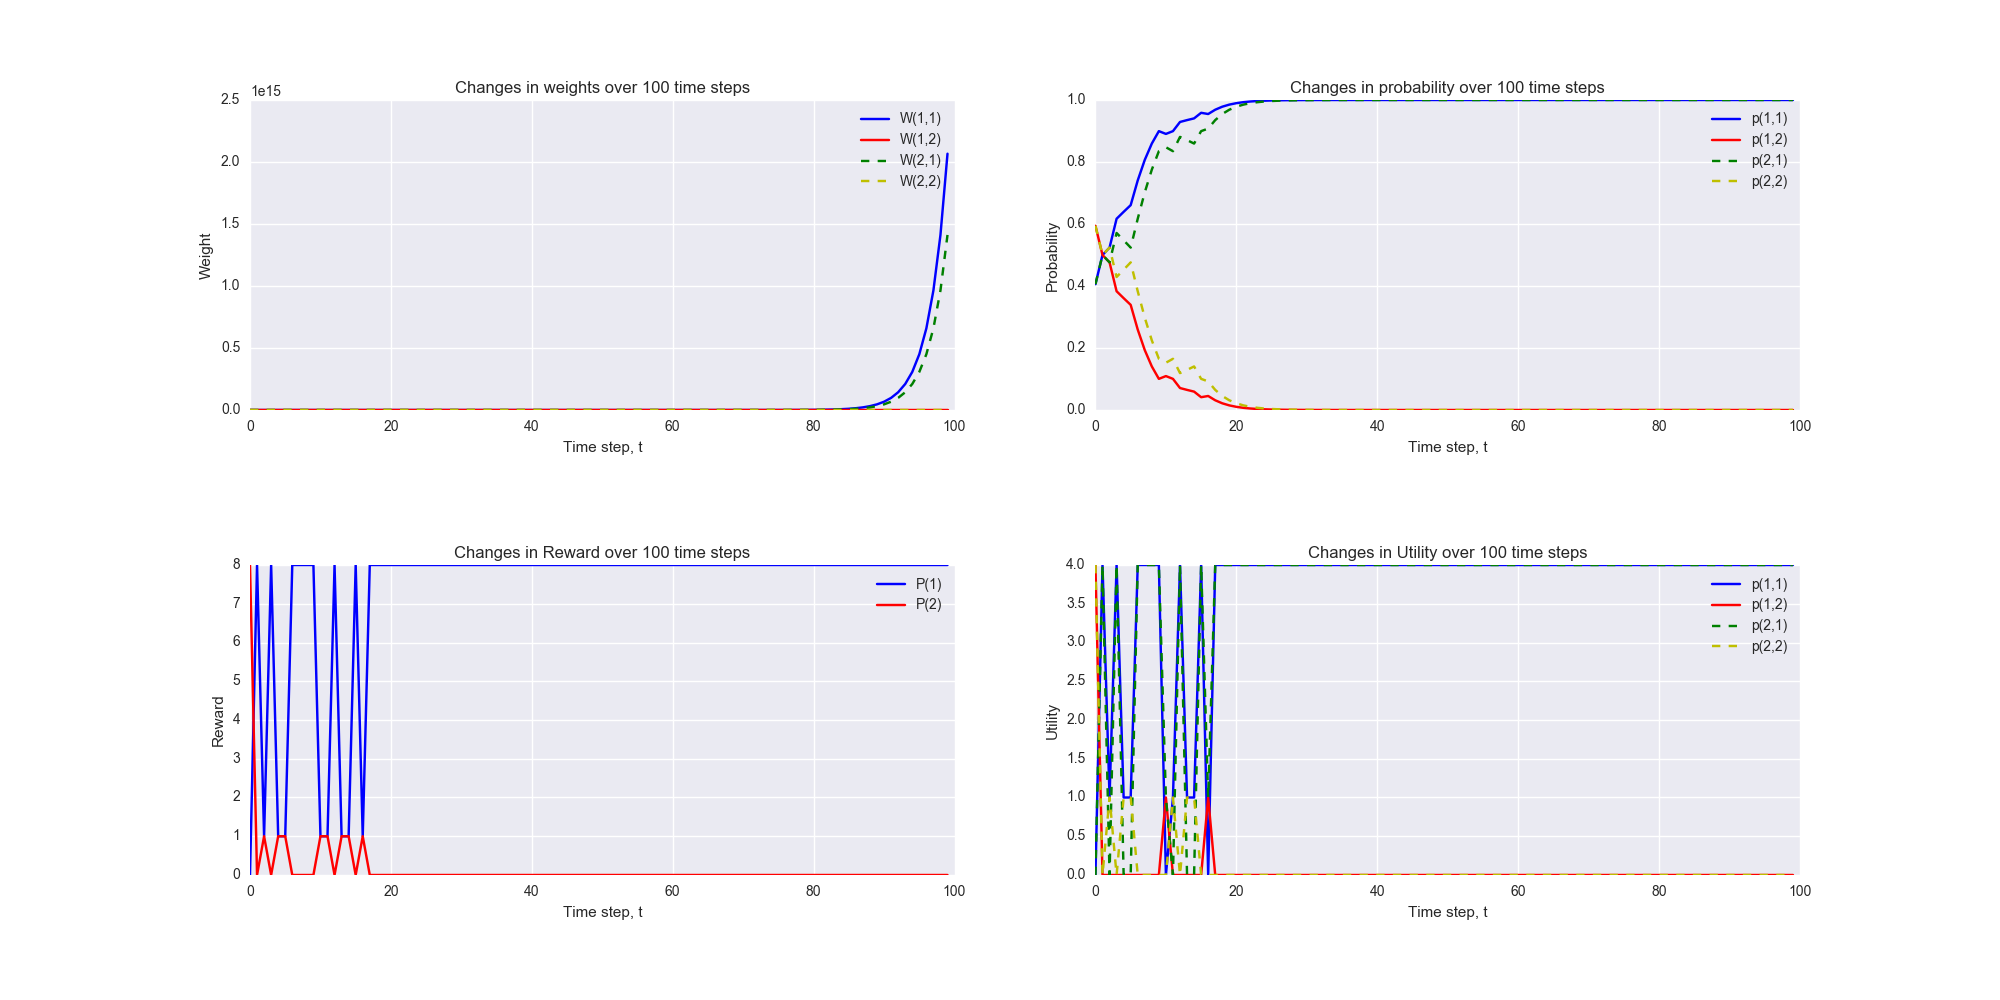 Changes in weights over 100 time steps
1e15
2.5
2.0
1.5
1.0
0.5
0.0
Weight
W(1,1)
W(1,2)
W(2,1)
W(2,2)
0 20 40 60 80 100
Time step, t
Changes in probability over 100 time steps
1.0
0.8
0.6
0.4
0.2
0.0
Probability
p(1,1)
p(1,2)
p(2,1)
p(2,2)
0 20 40 60 80 100
Time step, t
Changes in Reward over 100 time steps
8
7
6
5
4
3
2
1
0
Reward
P(1)
P(2)
0 20 40 60 80 100
Time step, t
Changes in Utility over 100 time steps
4.0
3.5
3.0
2.5
2.0
1.5
1.0
0.5
0.0
Utility
p(1,1)
p(1,2)
p(2,1)
p(2,2)
0 20 40 60 80 100
Time step, t